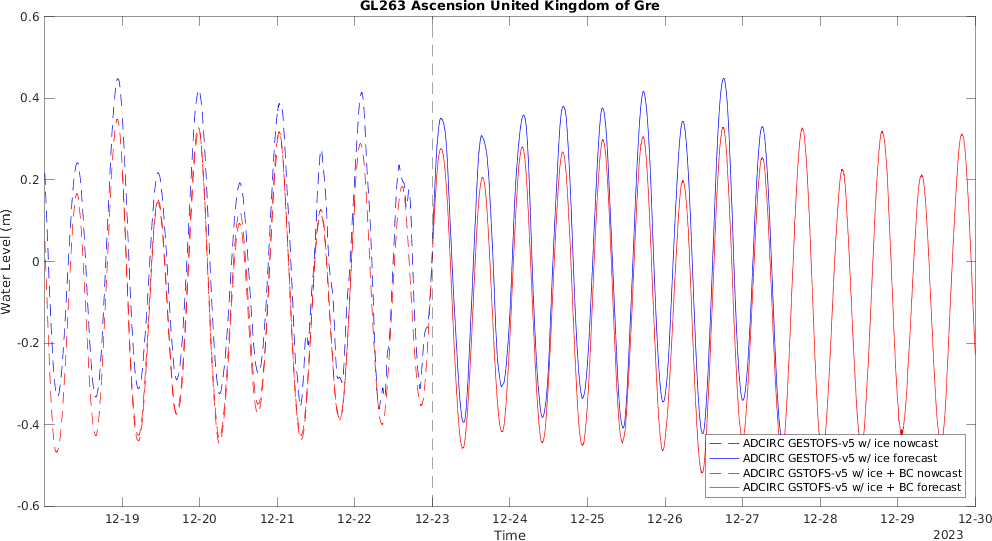 GL263 Ascension United Kingdom of Gre
0.6
0.4
0.2
0
-0.2
-0.4
-0.6
Water Level (m)
12-19 12-20 12-21 12-22 12-23 12-24 12-25 12-26 12-27 12-28 12-29 12-30
Time
2023
ADCIRC GESTOFS-v5 w/ ice nowcast
ADCIRC GESTOFS-v5 w/ ice forecast
ADCIRC GSTOFS-v5 w/ ice + BC nowcast
ADCIRC GSTOFS-v5 w/ ice + BC forecast